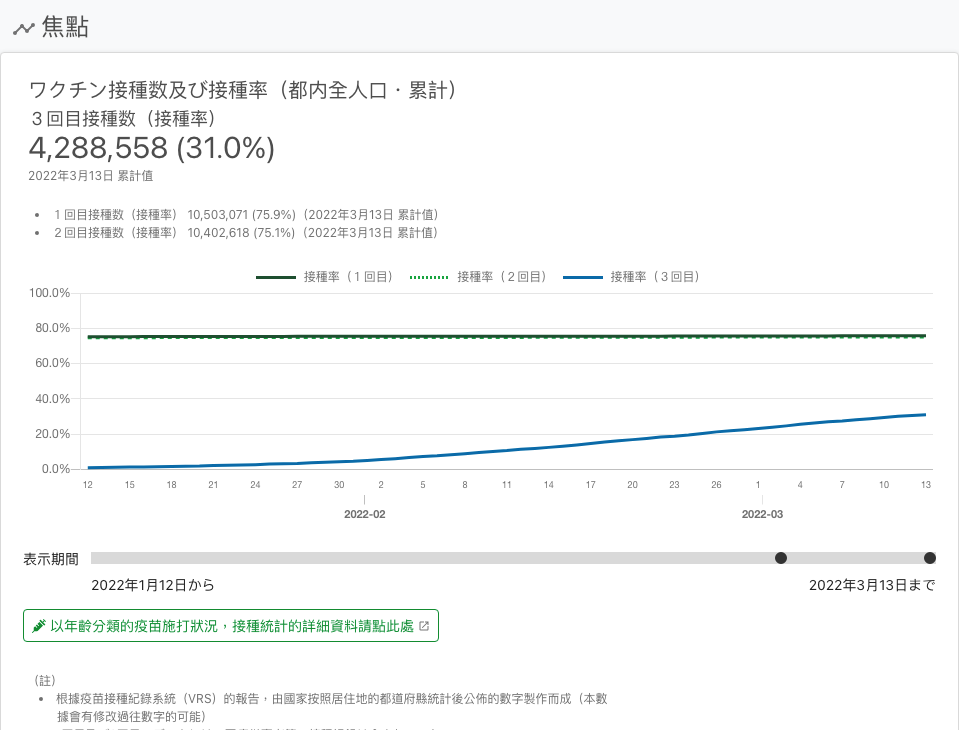 焦點
ワクチン接種数及び接種率（都内全人口・累計）
３回目接種数（接種率）
4,288,558 (31.0%)
2022年3月13日 累計値
• １回目接種数（接種率） 10,503,071 (75.9%)（2022年3月13日 累計値）
• ２回目接種数（接種率） 10,402,618 (75.1%)（2022年3月13日 累計値）
接種率（１回目） 接種率（２回目） 接種率（３回目）
100.0%
80.0%
60.0%
40.0%
20.0%
0.0%
12 15 18 21 24 27 30 2 5 8 11 14 17 20 23 26 1 4 7 10 13
2022-02 2022-03
表示期間
2022年1月12日から 2022年3月13日まで
以年齡分類的疫苗施打狀況，接種統計的詳細資料請點此處
（註）
• 根據疫苗接種紀錄系統（VRS）的報告，由國家按照居住地的都道府縣統計後公佈的數字製作而成（本數
據會有修改過往數字的可能）